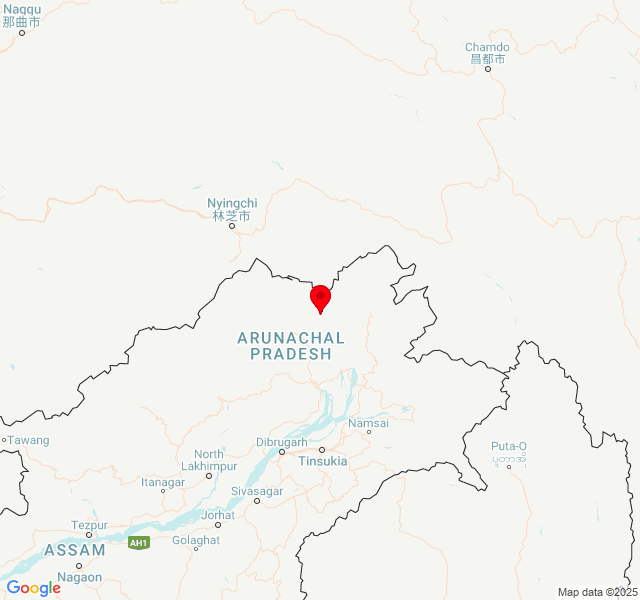 Naqqu
那曲市
Chamdo
昌都市
Nyingchi
林芝市
ARUNACHAL
PRADESH
Tawang
Namsai
Dibrugarh
Puta-O
ပူတာအို
North
Lakhimpur
Tinsukia
Itanagar
Sivasagar
Jorhat
Tezpur
Golaghat
AH1
ASSAM
Nagaon
Google
Map data ©2025